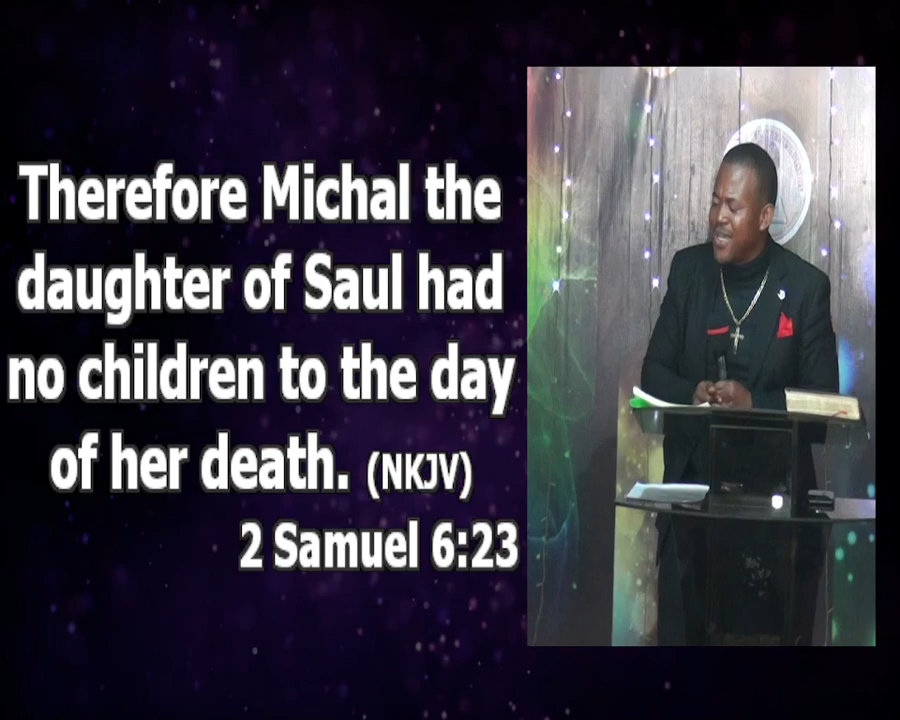 Therefore Michal the
daughter of Saul had
no children to the day
of her death. (NKJV)
2 Samuel 6:23